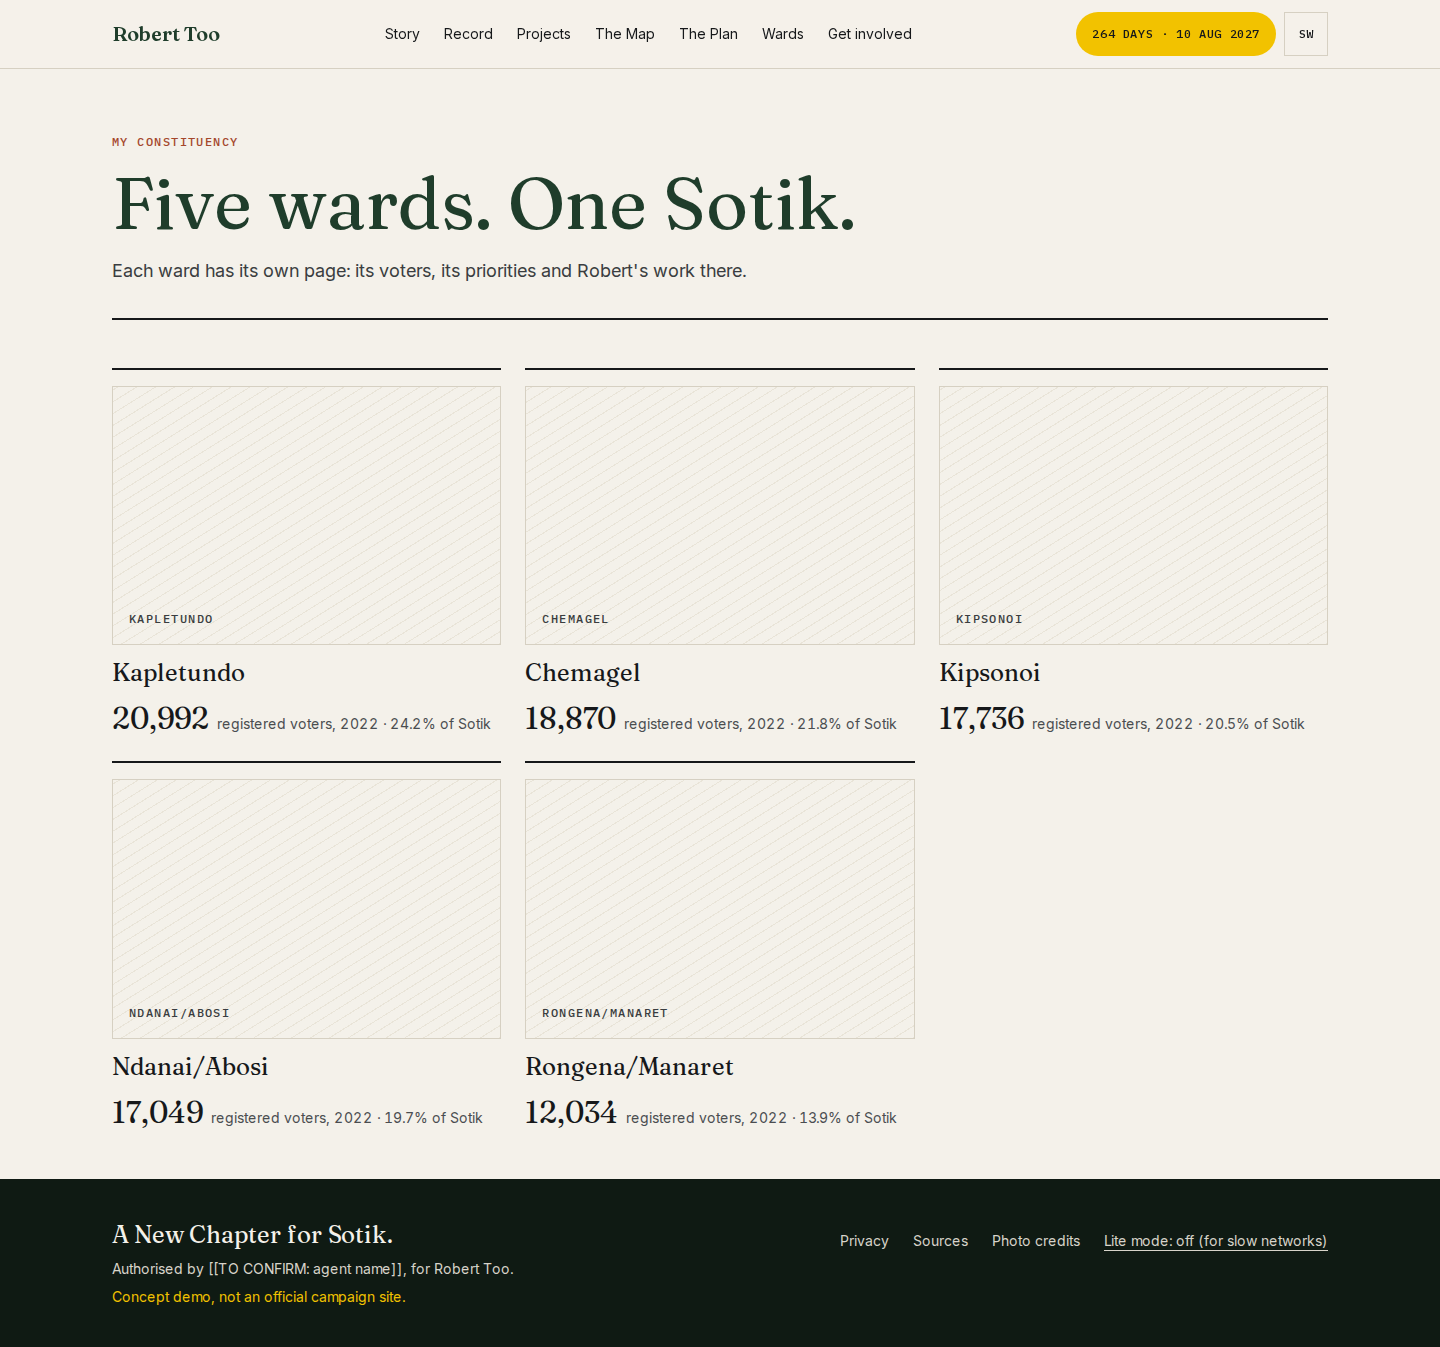 Robert Too
Story Record Projects The Map The Plan Wards Get involved
264 DAYS · 10 AUG 2027
SW
MY CONSTITUENCY
Five wards. One Sotik.
Each ward has its own page: its voters, its priorities and Robert's work there.
KAPLETUNDO
Kapletundo
20,992 registered voters, 2022 · 24.2% of Sotik
CHEMAGEL
Chemagel
18,870 registered voters, 2022 · 21.8% of Sotik
KIPSONOI
Kipsonoi
17,736 registered voters, 2022 · 20.5% of Sotik
NDANAI/ABOSI
Ndanai/Abosi
17,049 registered voters, 2022 · 19.7% of Sotik
RONGENA/MANARET
Rongena/Manaret
12,034 registered voters, 2022 · 13.9% of Sotik
A New Chapter for Sotik.
Authorised by [[TO CONFIRM: agent name]], for Robert Too.
Concept demo, not an official campaign site.
Privacy Sources Photo credits Lite mode: off (for slow networks)